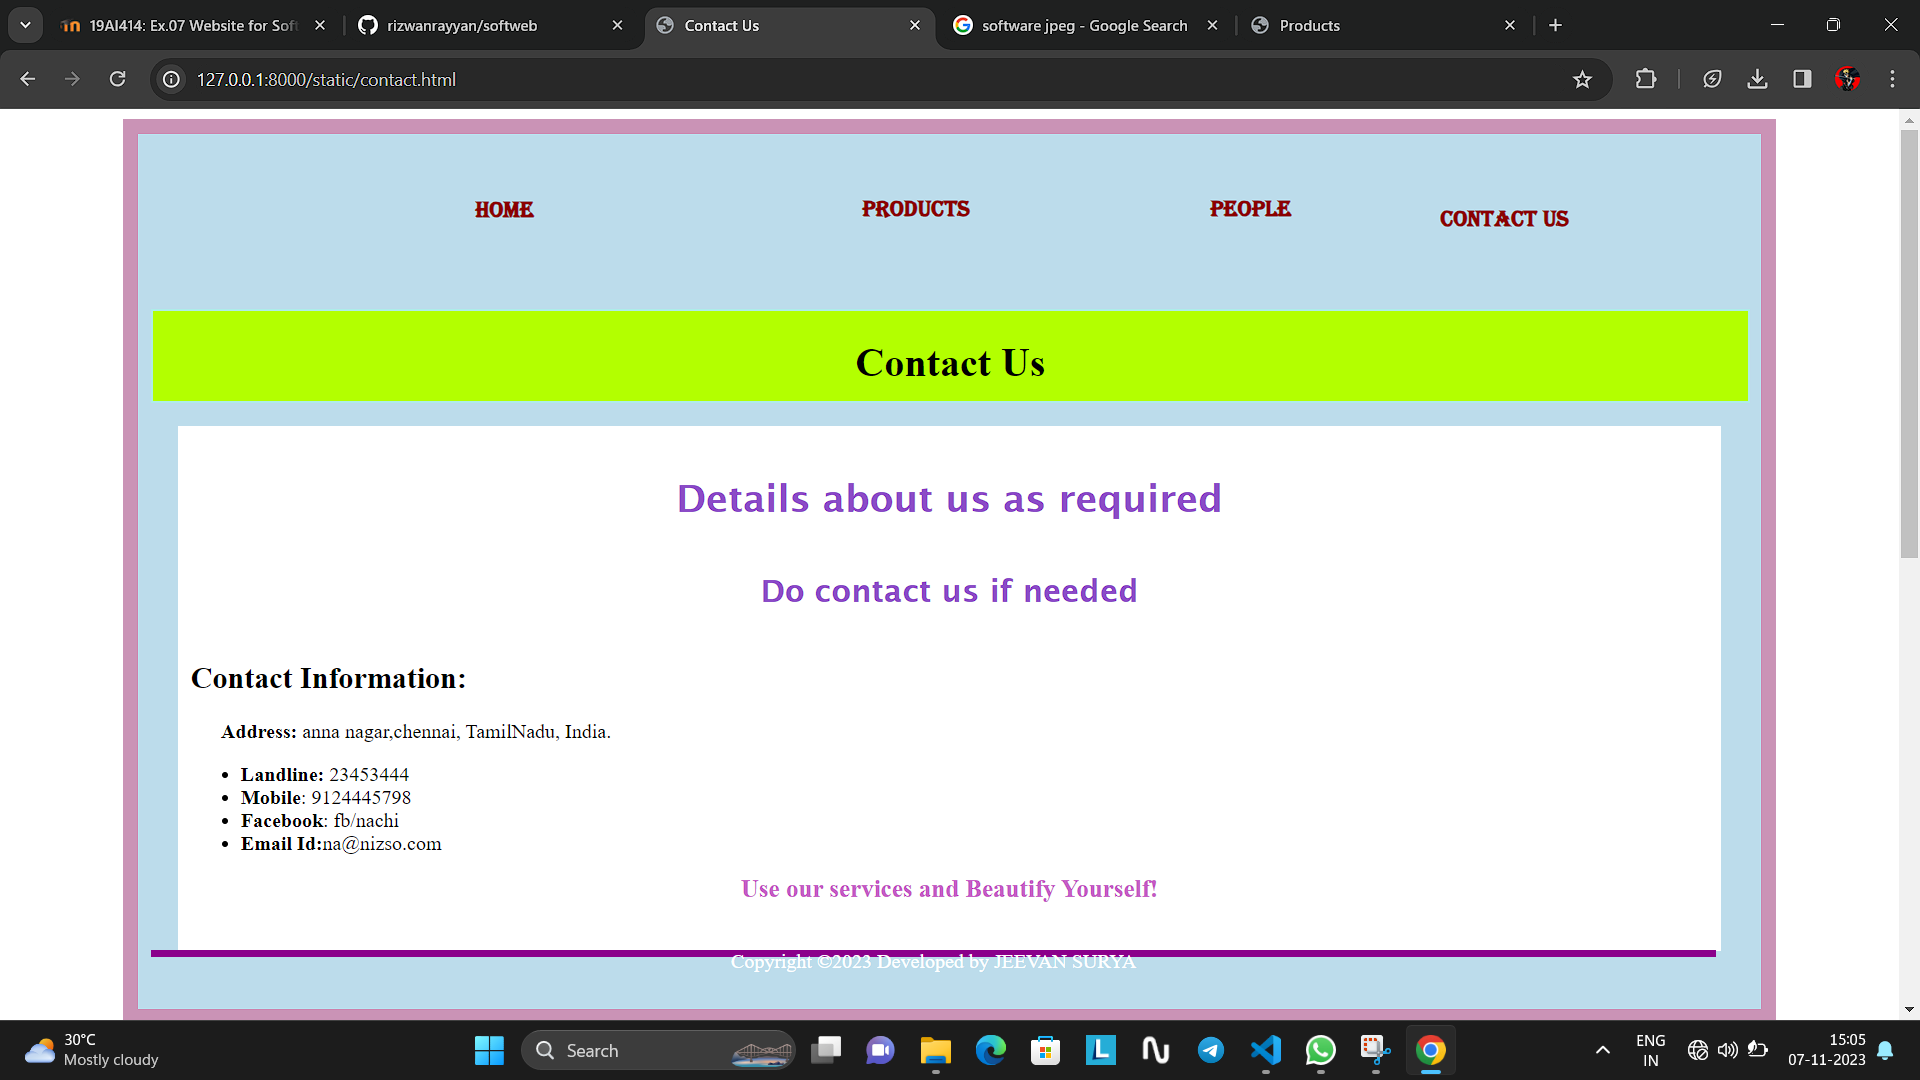 19AI414: Ex.07 Website for Soft
rizwanrayyan/softweb
Contact Us
software jpeg - Google Search
Products
127.0.0.1:8000/static/contact.html
HOME
PRODUCTS
PEOPLE
CONTACT US
Contact Us
Details about us as required
Do contact us if needed
Contact Information:
Address: anna nagar,chennai, TamilNadu, India.
• Landline: 23453444
• Mobile: 9124445798
• Facebook: fb/nachi
• Email Id:na@nizso.com
Use our services and Beautify Yourself!
Copyright ©2023 Developed by JEEVAN SURYA
30°C
Mostly cloudy
Search
ENG
IN
15:05
07-11-2023